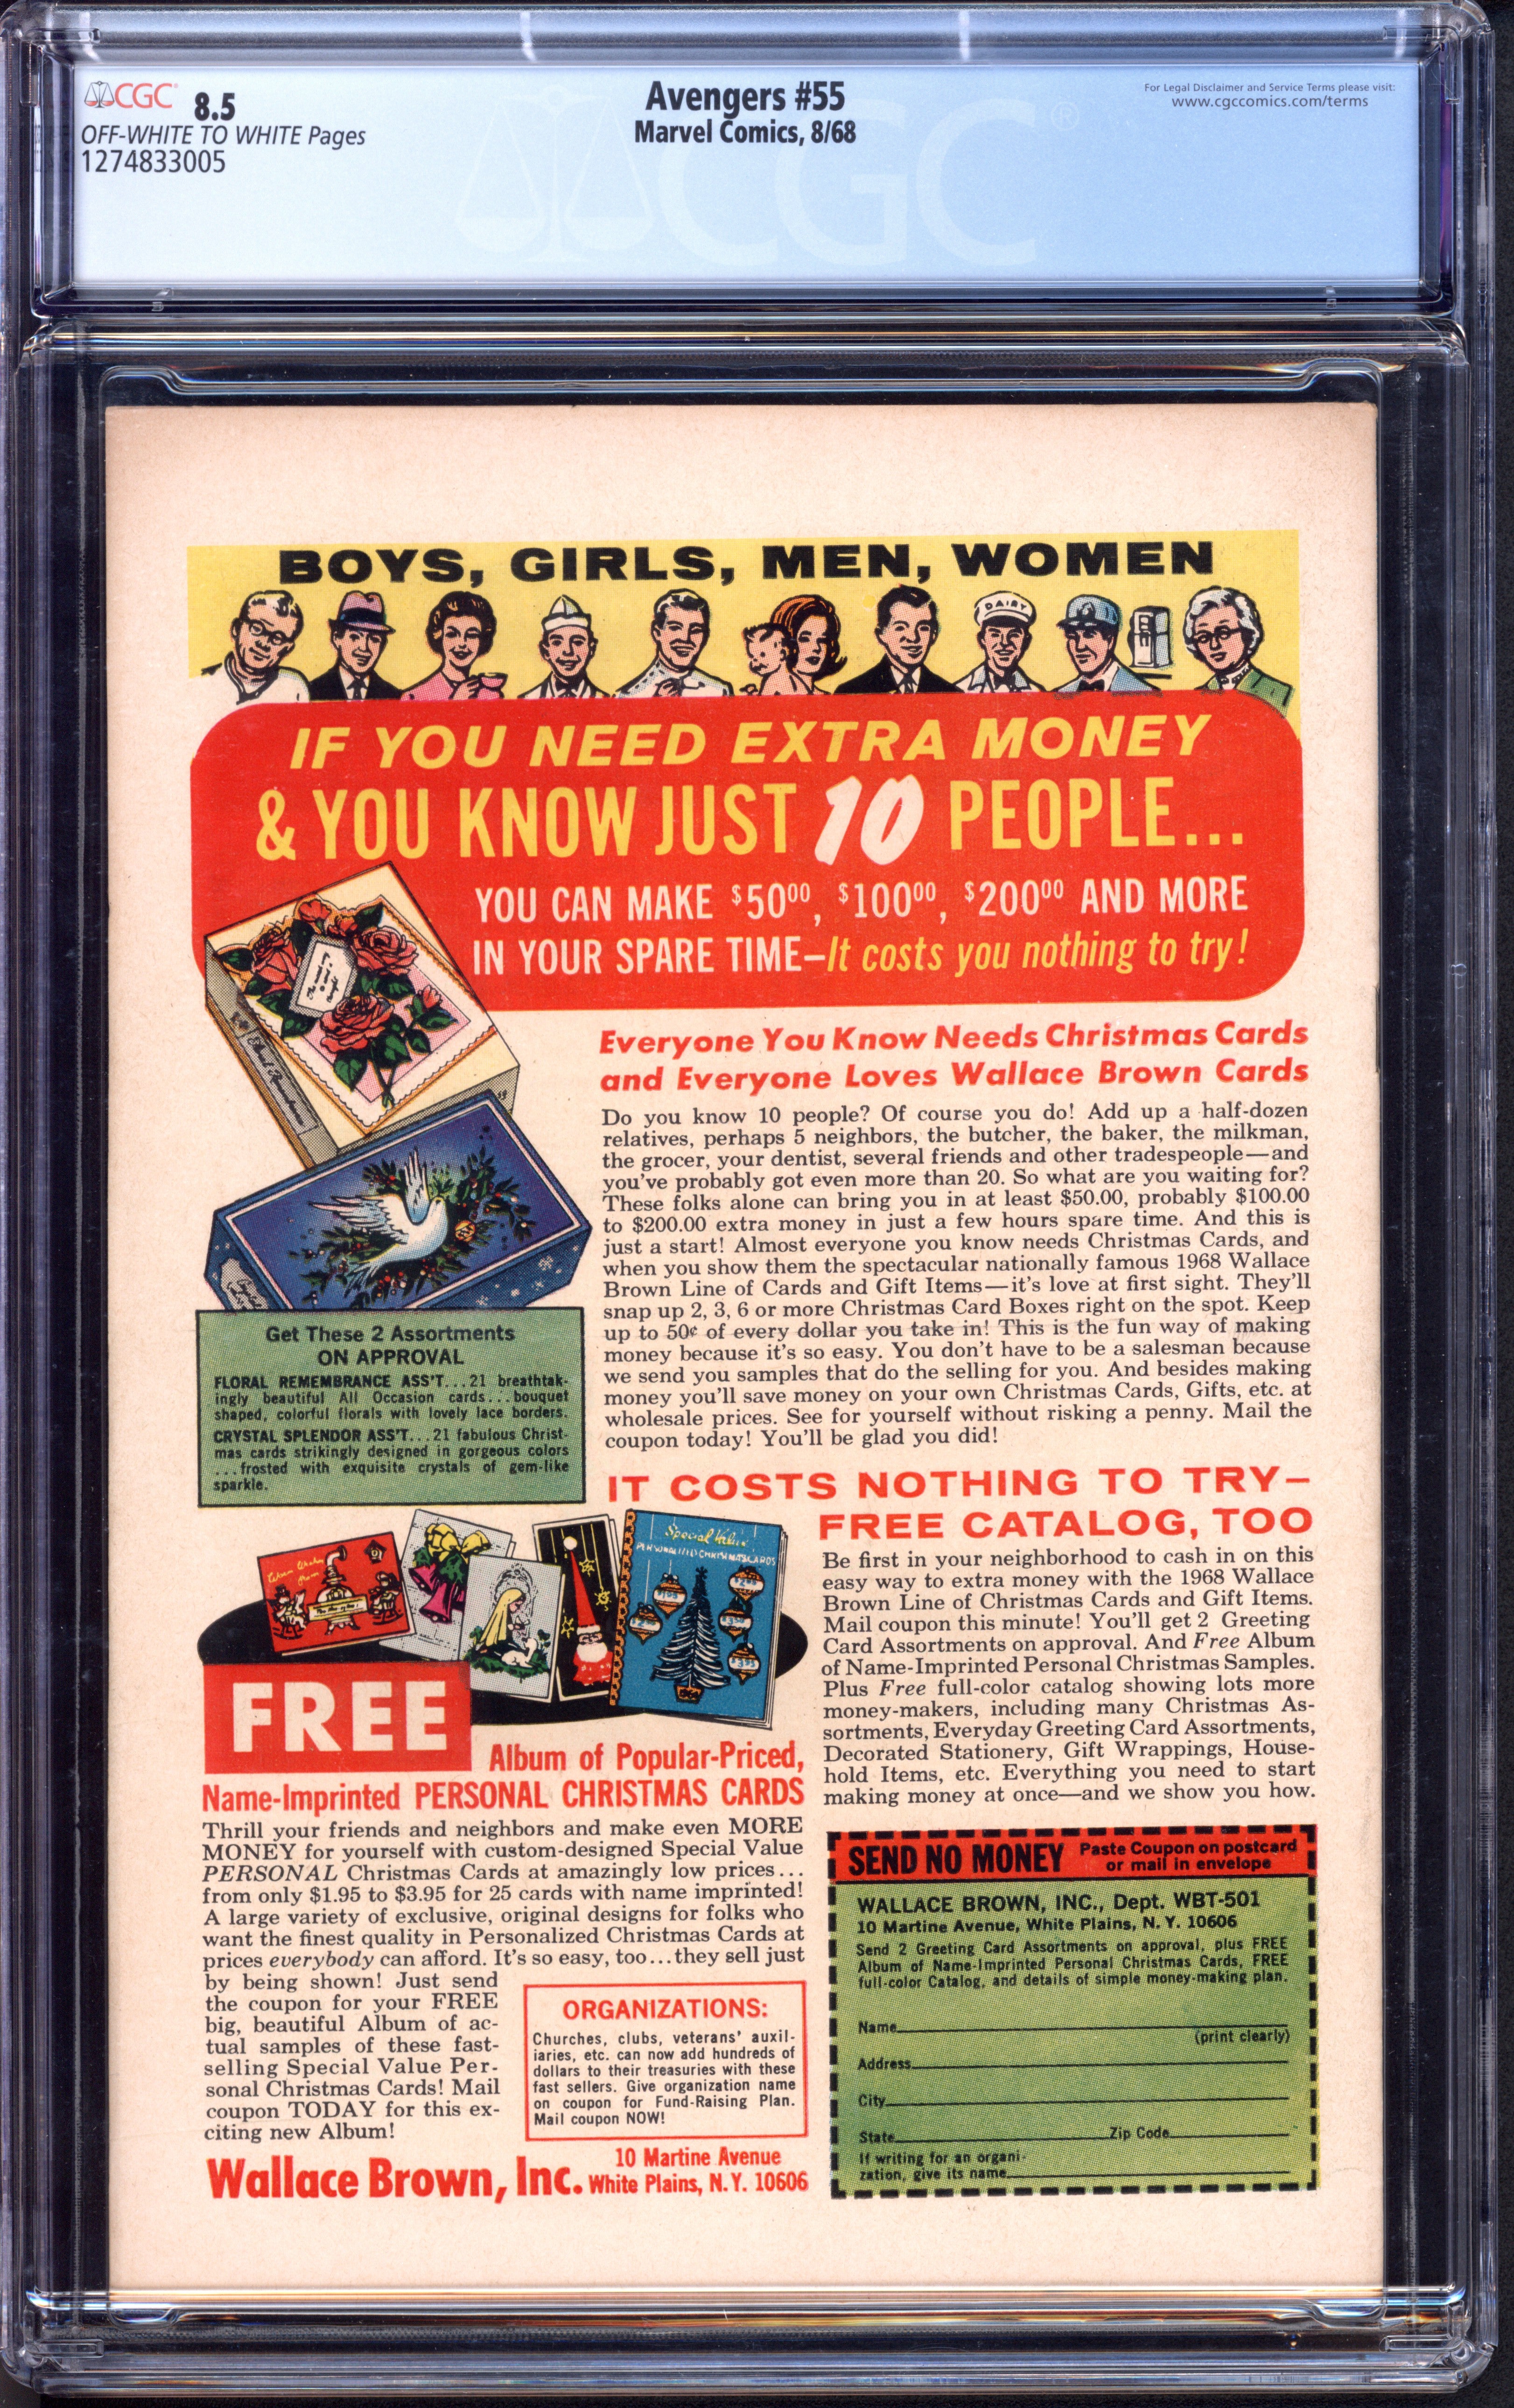 CGC 8.5
OFF-WHITE TO WHITE Pages
1274833005
Avengers #55
Marvel Comics, 8/68
For Legal Disclaimer and Service Terms please visit:
www.cgccomics.com/terms
CGC®
BOYS, GIRLS, MEN, WOMEN
DAIRY
IF YOU NEED EXTRA MONEY
& YOU KNOW JUST 10 PEOPLE...
YOU CAN MAKE $50⁰⁰, $100⁰⁰, $200⁰⁰ AND MORE
IN YOUR SPARE TIME—It costs you nothing to try!
Everyone You Know Needs Christmas Cards
and Everyone Loves Wallace Brown Cards
Do you know 10 people? Of course you do! Add up a half-dozen
relatives, perhaps 5 neighbors, the butcher, the baker, the milkman,
the grocer, your dentist, several friends and other tradespeople—and
you've probably got even more than 20. So what are you waiting for?
These folks alone can bring you in at least $50.00, probably $100.00
to $200.00 extra money in just a few hours spare time. And this is
just a start! Almost everyone you know needs Christmas Cards, and
when you show them the spectacular nationally famous 1968 Wallace
Brown Line of Cards and Gift Items—it's love at first sight. They'll
snap up 2, 3, 6 or more Christmas Card Boxes right on the spot. Keep
up to 50¢ of every dollar you take in! This is the fun way of making
money because it's so easy. You don't have to be a salesman because
we send you samples that do the selling for you. And besides making
money you'll save money on your own Christmas Cards, Gifts, etc. at
wholesale prices. See for yourself without risking a penny. Mail the
coupon today! You'll be glad you did!
Get These 2 Assortments
ON APPROVAL
FLORAL REMEMBRANCE ASS'T...21 breathtak-
ingly beautiful All Occasion cards...bouquet
shaped, colorful florals with lovely lace borders.
CRYSTAL SPLENDOR ASS'T...21 fabulous Christ-
mas cards strikingly designed in gorgeous colors
...frosted with exquisite crystals of gem-like
sparkle.
IT COSTS NOTHING TO TRY—
FREE CATALOG, TOO
Be first in your neighborhood to cash in on this
easy way to extra money with the 1968 Wallace
Brown Line of Christmas Cards and Gift Items.
Mail coupon this minute! You'll get 2 Greeting
Card Assortments on approval. And Free Album
of Name-Imprinted Personal Christmas Samples.
Plus Free full-color catalog showing lots more
money-makers, including many Christmas As-
sortments, Everyday Greeting Card Assortments,
Decorated Stationery, Gift Wrappings, House-
hold Items, etc. Everything you need to start
making money at once—and we show you how.
Special Value
PERSONALIZED CHRISTMAS CARDS
FREE
Album of Popular-Priced,
Name-Imprinted PERSONAL CHRISTMAS CARDS
Thrill your friends and neighbors and make even MORE
MONEY for yourself with custom-designed Special Value
PERSONAL Christmas Cards at amazingly low prices...
from only $1.95 to $3.95 for 25 cards with name imprinted!
A large variety of exclusive, original designs for folks who
want the finest quality in Personalized Christmas Cards at
prices everybody can afford. It's so easy, too...they sell just
by being shown! Just send
the coupon for your FREE
big, beautiful Album of ac-
tual samples of these fast-
selling Special Value Per-
sonal Christmas Cards! Mail
coupon TODAY for this ex-
citing new Album!
ORGANIZATIONS:
Churches, clubs, veterans' auxil-
iaries, etc. can now add hundreds of
dollars to their treasuries with these
fast sellers. Give organization name
on coupon for Fund-Raising Plan.
Mail coupon NOW!
Wallace Brown, Inc.
10 Martine Avenue
White Plains, N.Y. 10606
SEND NO MONEY
Paste Coupon on postcard
or mail in envelope
WALLACE BROWN, INC., Dept. WBT-501
10 Martine Avenue, White Plains, N. Y. 10606
Send 2 Greeting Card Assortments on approval, plus FREE
Album of Name-Imprinted Personal Christmas Cards, FREE
full-color Catalog, and details of simple money-making plan.
Name
(print clearly)
Address
City
State Zip Code
If writing for an organi-
zation, give its name